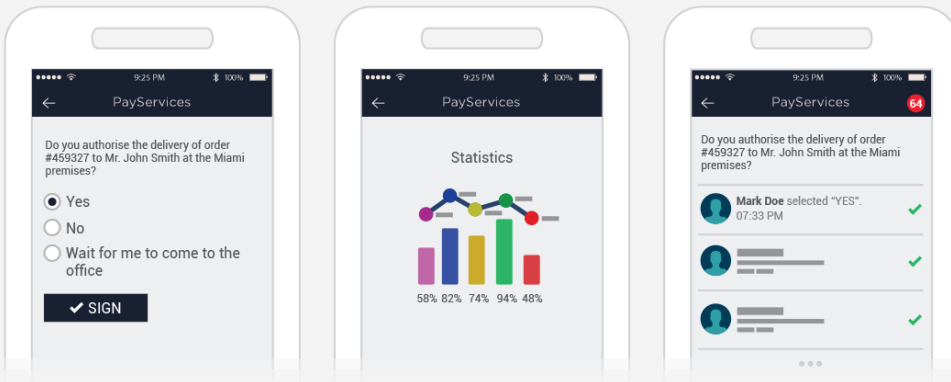 9:25 PM
100%
PayServices
Do you authorise the delivery of order
#459327 to Mr. John Smith at the Miami
premises?
Yes
No
Wait for me to come to the
office
SIGN
9:25 PM
100%
PayServices
Statistics
58% 82% 74% 94% 48%
9:25 PM
100%
PayServices
64
Do you authorise the delivery of order
#459327 to Mr. John Smith at the Miami
premises?
Mark Doe selected “YES”.
07:33 PM